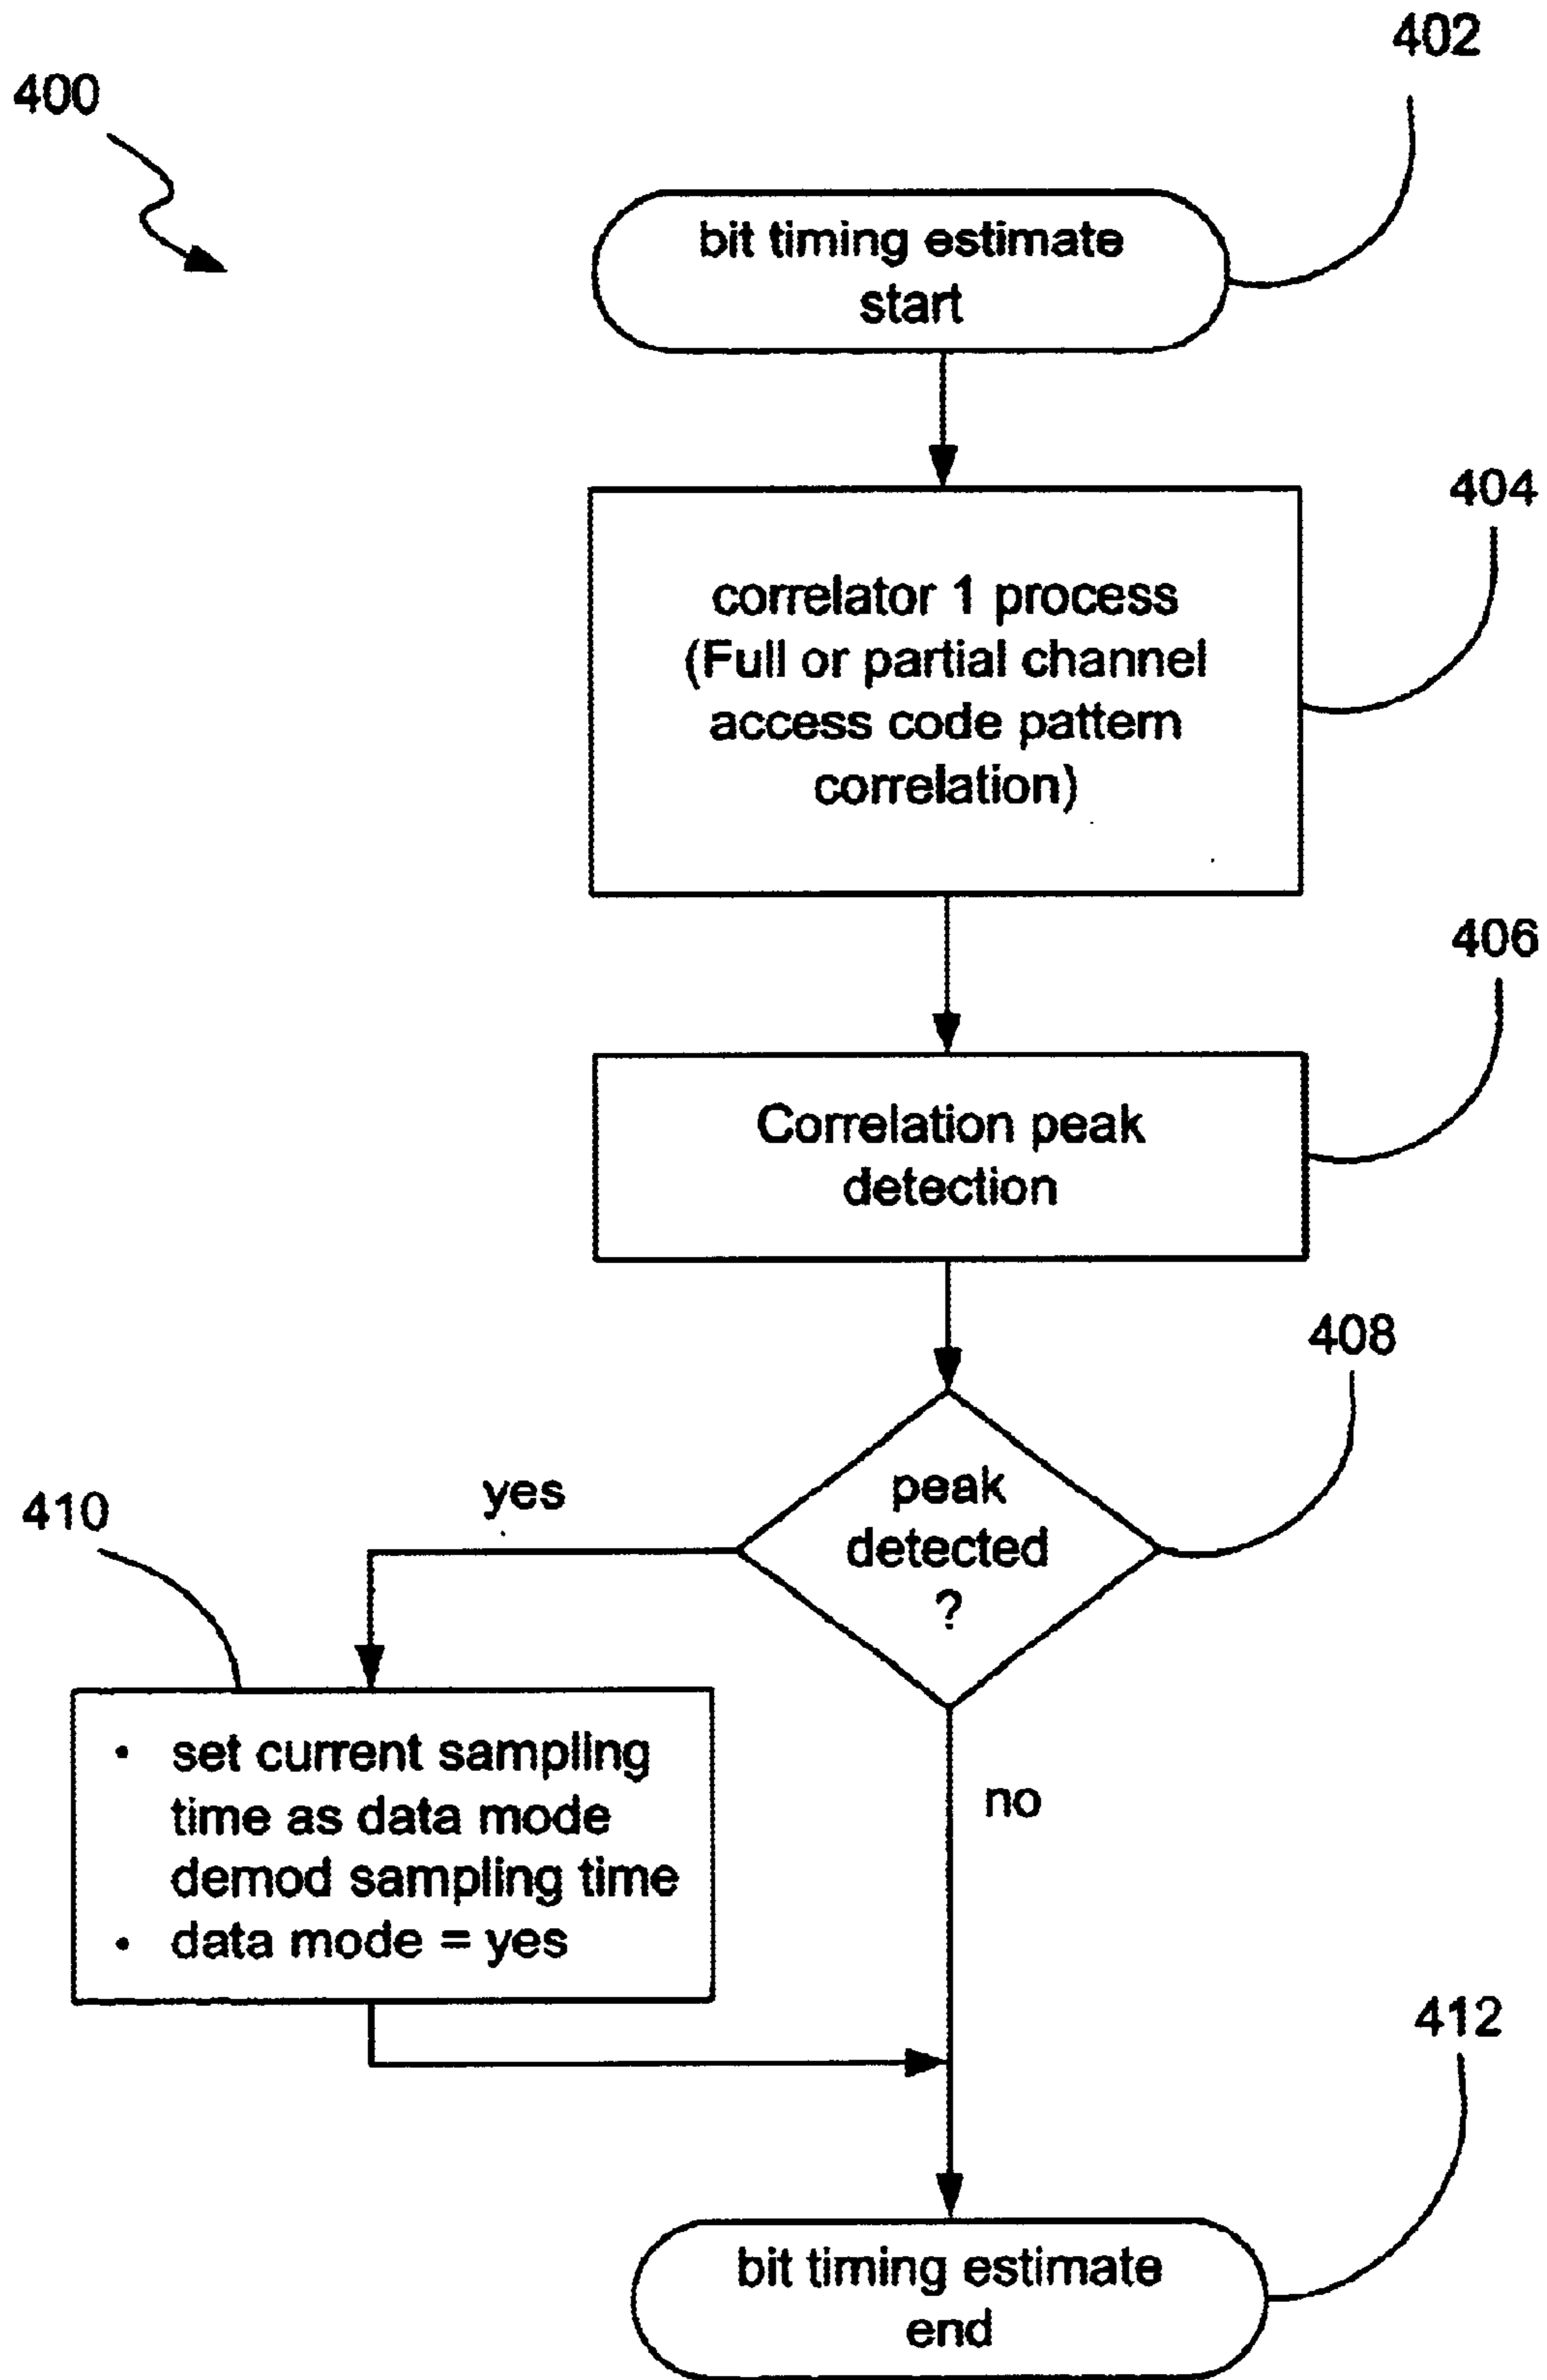 402
400
bit timing estimate
start
404
correlator 1 process
(Full or partial channel
access code pattern
correlation)
406
Correlation peak
detection
408
yes
peak
detected
?
410
• set current sampling
time as data mode
demod sampling time
• data mode = yes
no
412
bit timing estimate
end